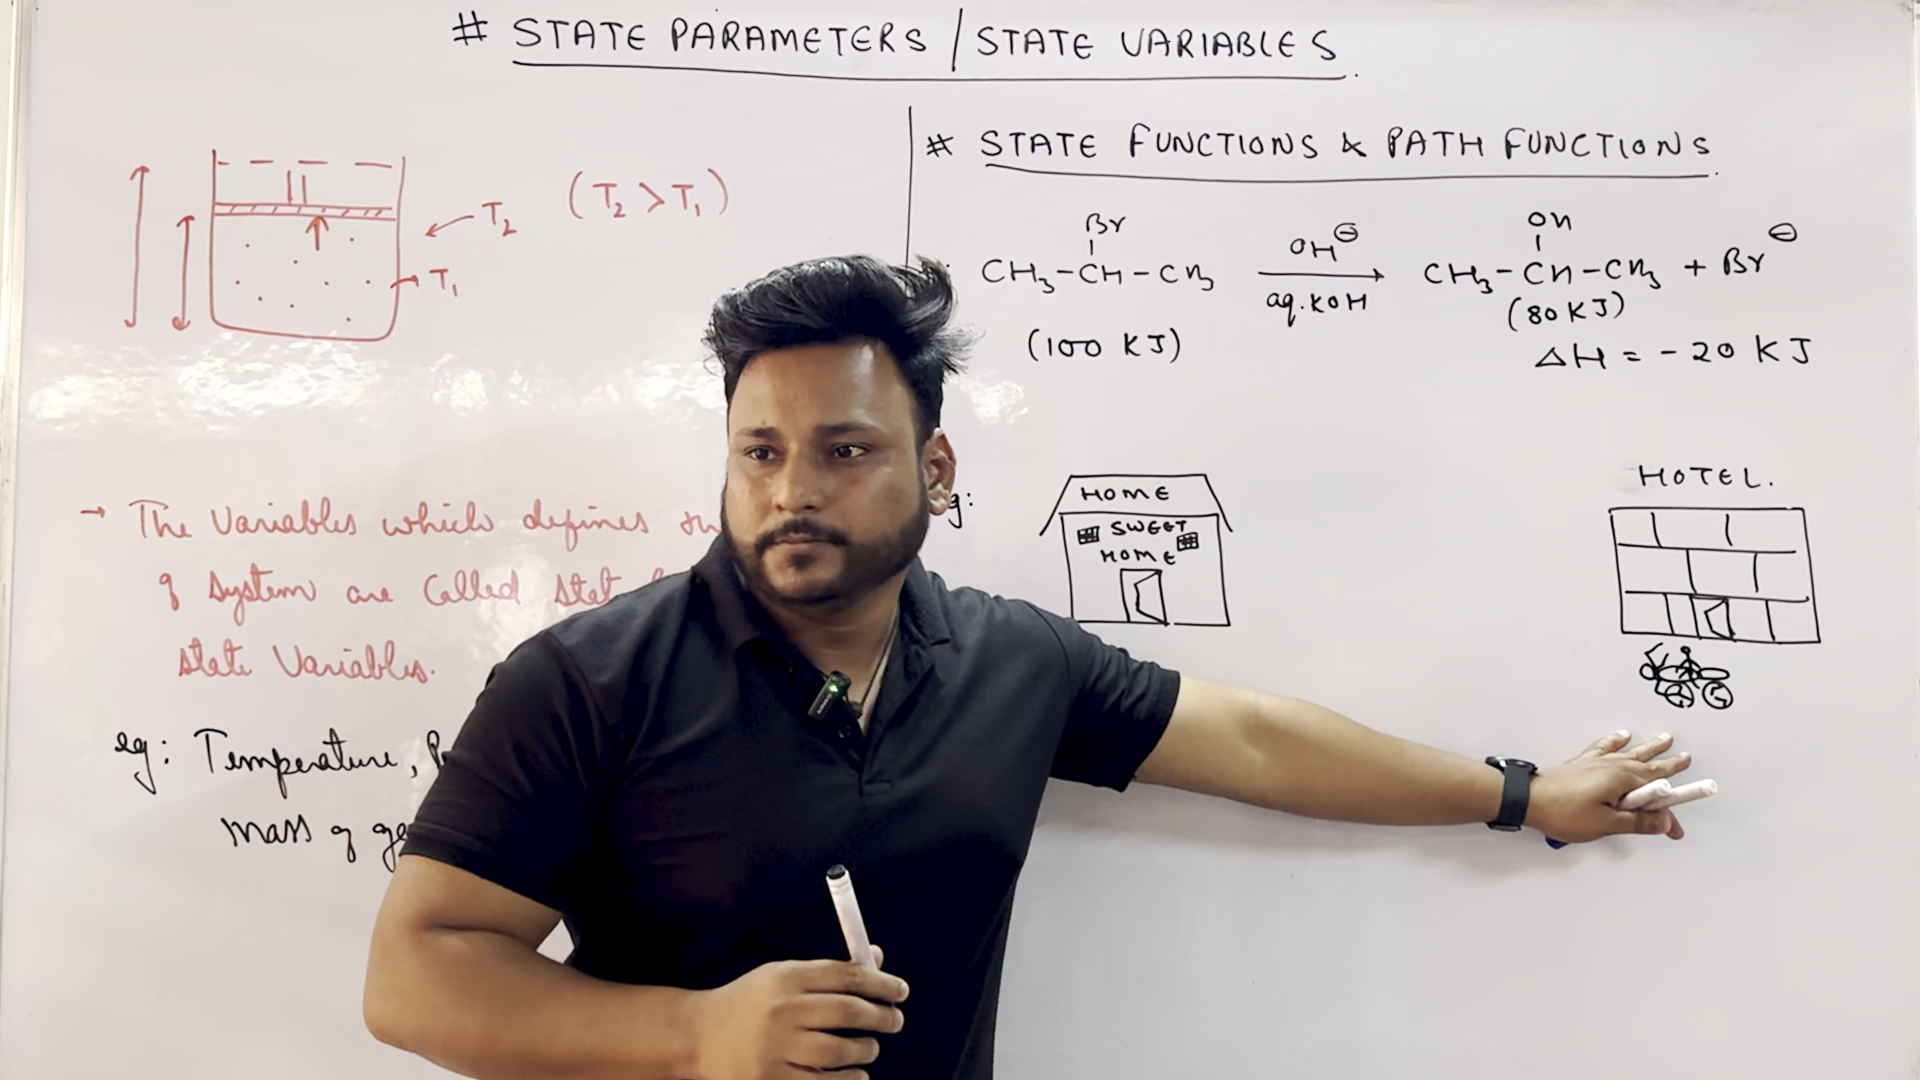 # STATE PARAMETERS / STATE VARIABLES
T2 (T2 > T1)
T1
→ The Variables which defines
of System are Called
State Variables.
eg: Temperature,
Mass of
# STATE FUNCTIONS & PATH FUNCTIONS
Br OH⊖ OH
CH3-CH-CH3 → CH3-CH-CH3 + Br⊖
aq.KOH
(100 KJ) (80 KJ)
ΔH = -20 KJ
HOME
SWEET
HOME
HOTEL.